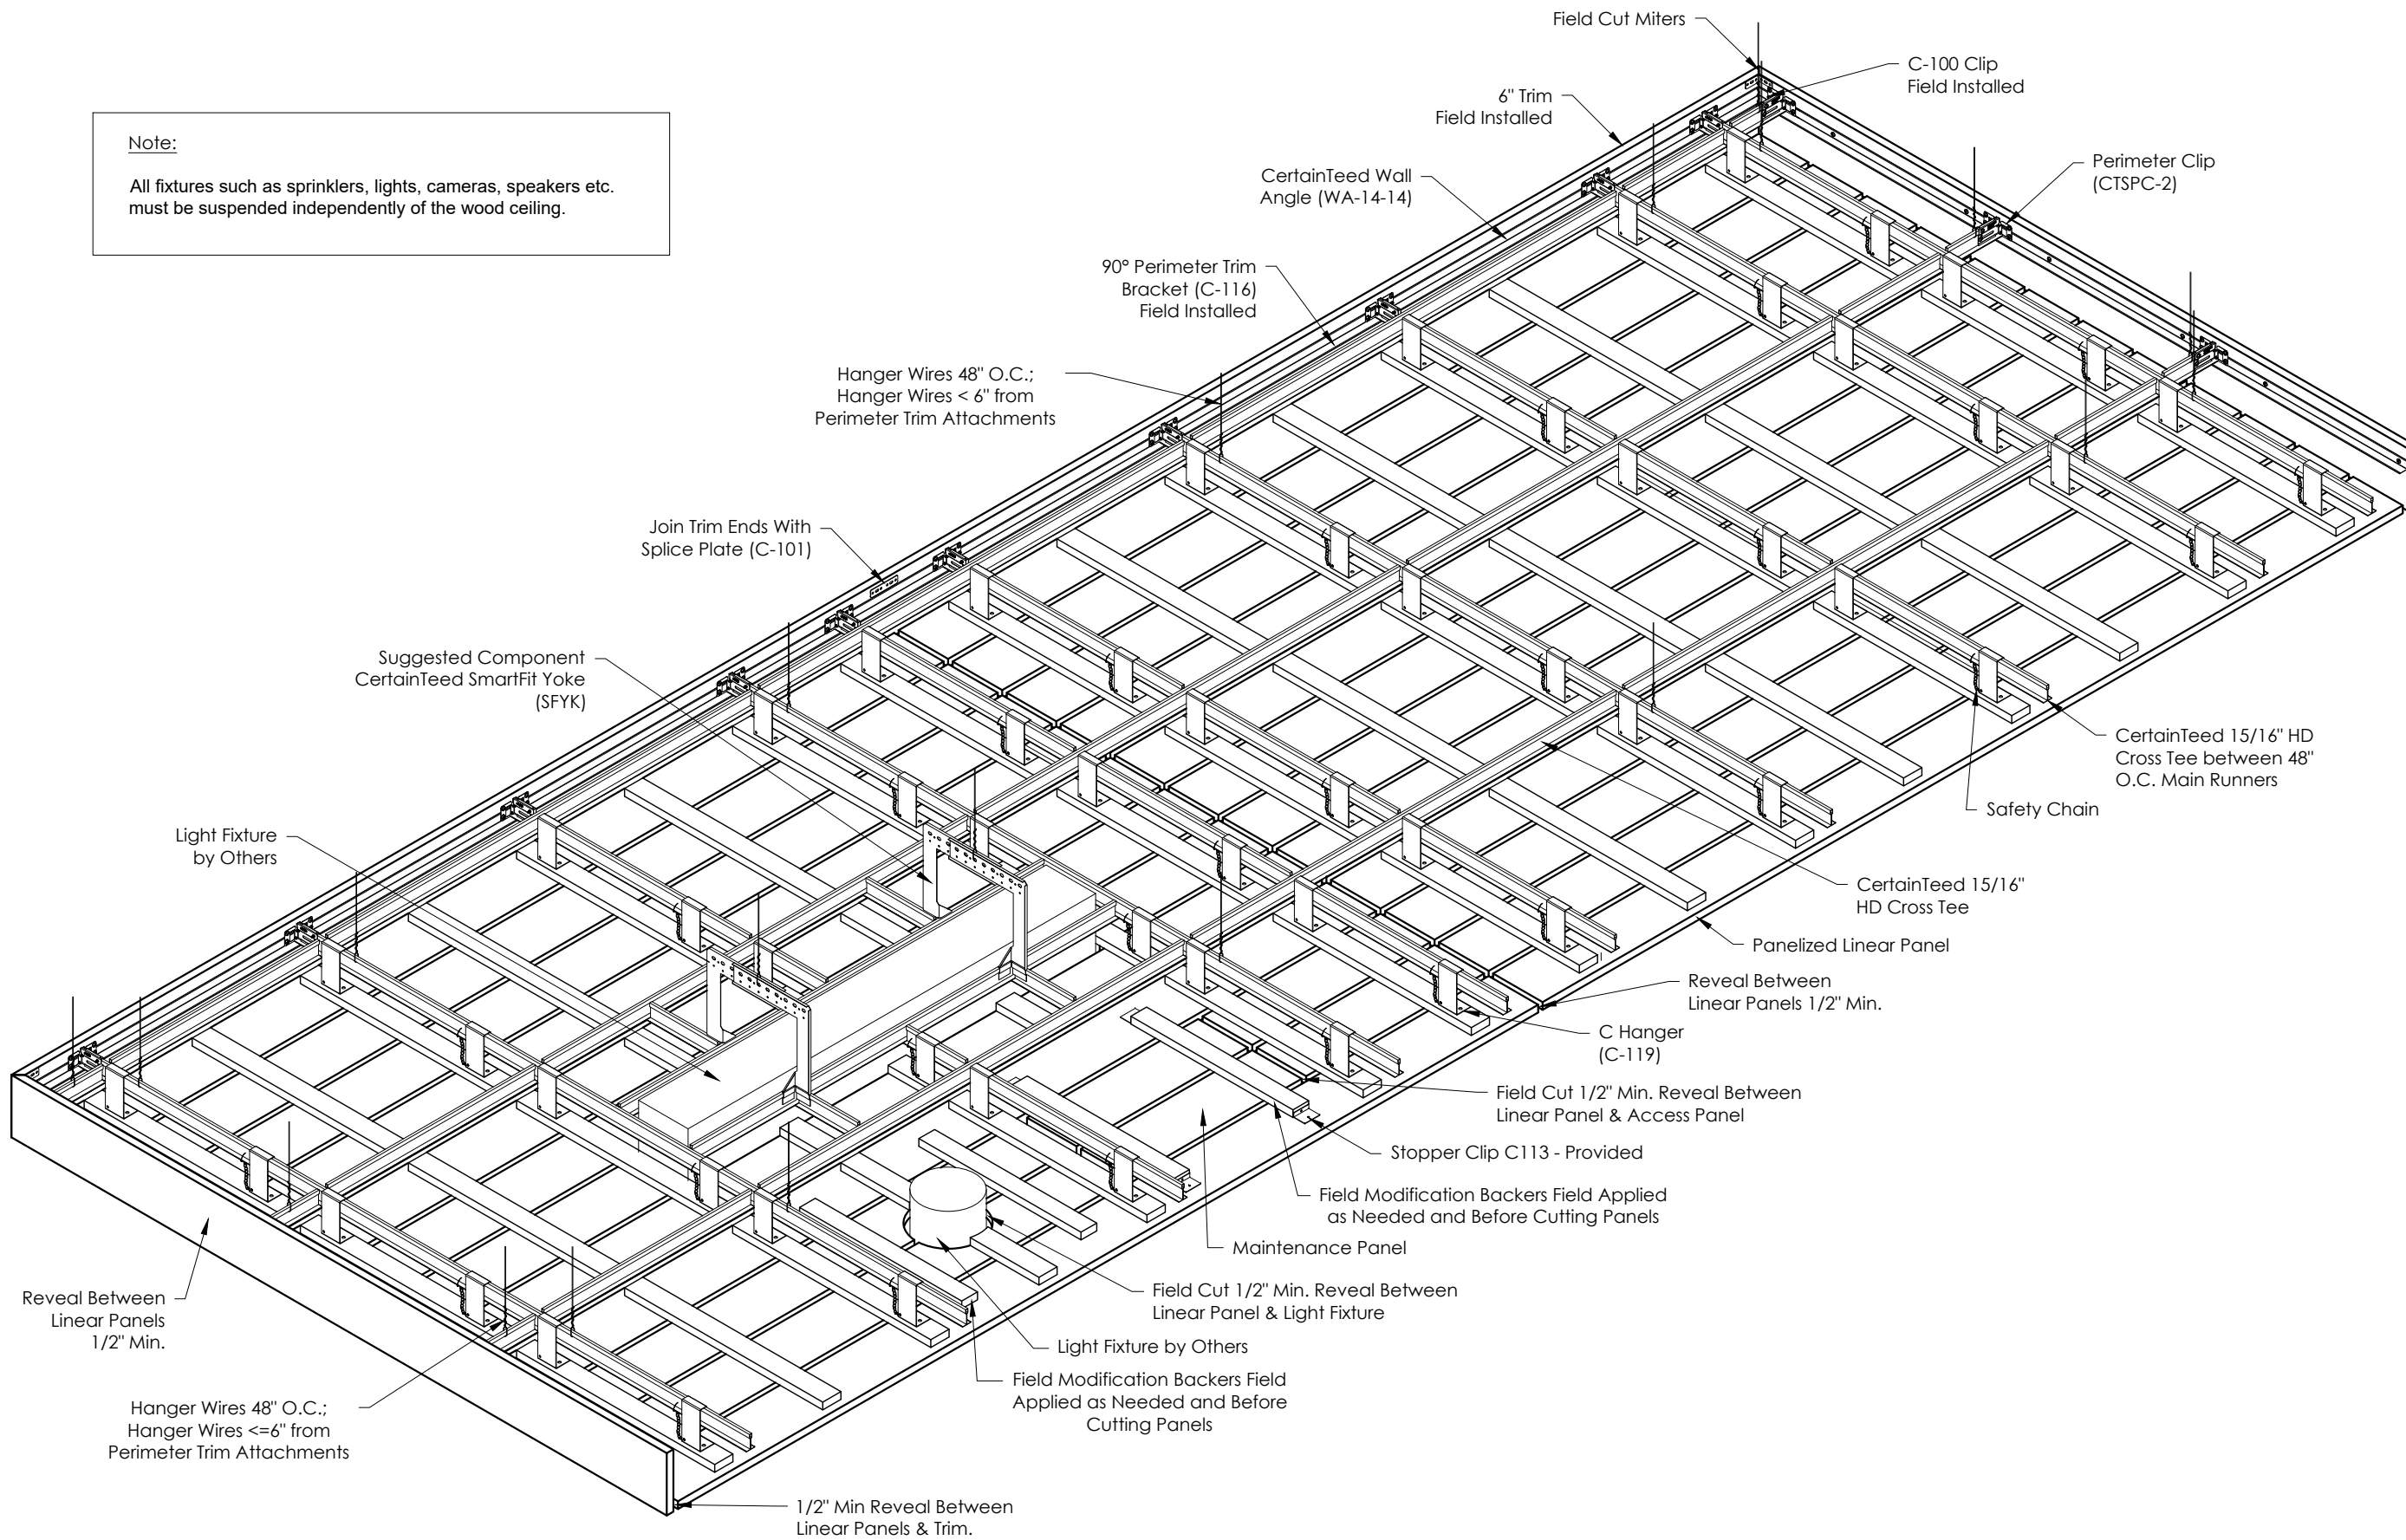 Field Cut Miters
C-100 Clip
Field Installed
6" Trim
Field Installed
Note:
All fixtures such as sprinklers, lights, cameras, speakers etc.
must be suspended independently of the wood ceiling.
Perimeter Clip
(CTSPC-2)
CertainTeed Wall
Angle (WA-14-14)
90° Perimeter Trim
Bracket (C-116)
Field Installed
Hanger Wires 48" O.C.;
Hanger Wires < 6" from
Perimeter Trim Attachments
Join Trim Ends With
Splice Plate (C-101)
Suggested Component
CertainTeed SmartFit Yoke
(SFYK)
CertainTeed 15/16" HD
Cross Tee between 48"
O.C. Main Runners
Safety Chain
Light Fixture
by Others
CertainTeed 15/16"
HD Cross Tee
Panelized Linear Panel
Reveal Between
Linear Panels 1/2" Min.
C Hanger
(C-119)
Field Cut 1/2" Min. Reveal Between
Linear Panel & Access Panel
Stopper Clip C113 - Provided
Field Modification Backers Field Applied
as Needed and Before Cutting Panels
Maintenance Panel
Field Cut 1/2" Min. Reveal Between
Linear Panel & Light Fixture
Reveal Between
Linear Panels
1/2" Min.
Light Fixture by Others
Field Modification Backers Field
Applied as Needed and Before
Cutting Panels
Hanger Wires 48" O.C.;
Hanger Wires <=6" from
Perimeter Trim Attachments
1/2" Min Reveal Between
Linear Panels & Trim.